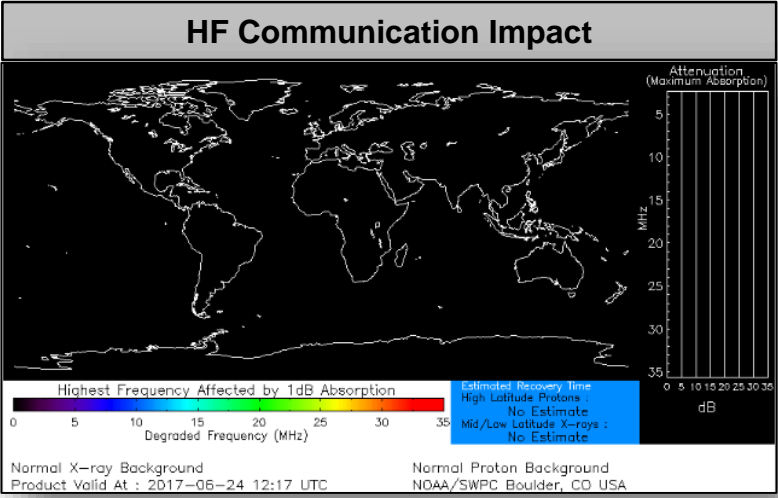 HF Communication Impact
Attenuation
(Maximum Absorption)
5
10
15
20
25
30
35
MHz
0 5 10 15 20 25 30 35
dB
Highest Frequency Affected by 1dB Absorption
0 5 10 15 20 25 30 35
Degraded Frequency (MHz)
Estimated Recovery Time
High Latitude Protons :
No Estimate
Mid/Low Latitude X-rays :
No Estimate
Normal X-ray Background
Normal Proton Background
Product Valid At : 2017-06-24 12:17 UTC
NOAA/SWPC Boulder, CO USA